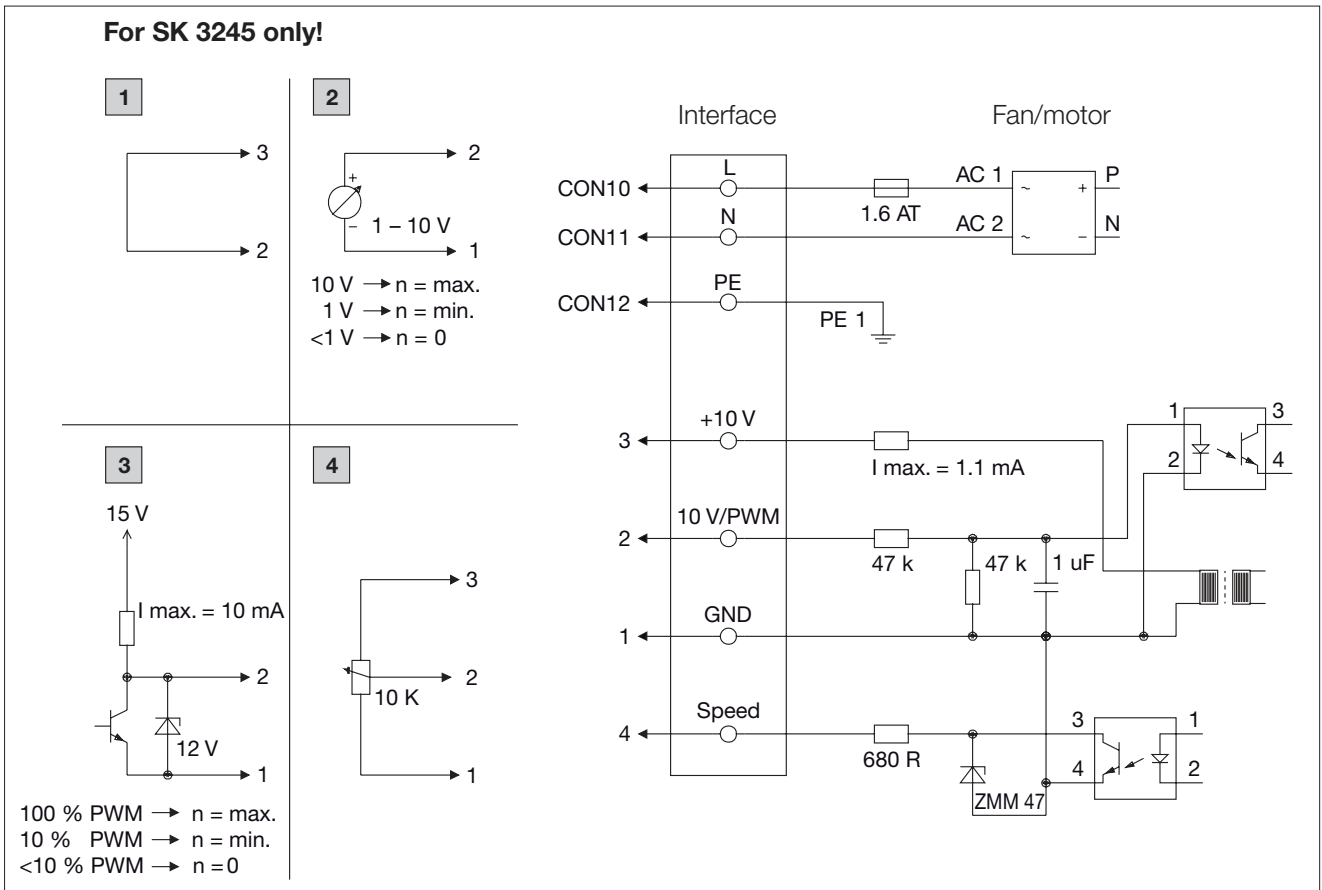 For SK 3245 only!
1
3
2
2
2
+
–
1 – 10 V
1
10 V → n = max.
1 V → n = min.
<1 V → n = 0
3
15 V
I max. = 10 mA
2
12 V
1
100 % PWM → n = max.
10 % PWM → n = min.
<10 % PWM → n = 0
4
3
2
10 K
1
Interface
Fan/motor
CON10
L
1.6 AT
AC 1
~
+
P
CON11
N
AC 2
~
–
N
CON12
PE
PE 1
3
+10 V
I max. = 1.1 mA
1
2
3
4
2
10 V/PWM
47 k
47 k
1 uF
1
GND
4
Speed
680 R
ZMM 47
3
4
1
2